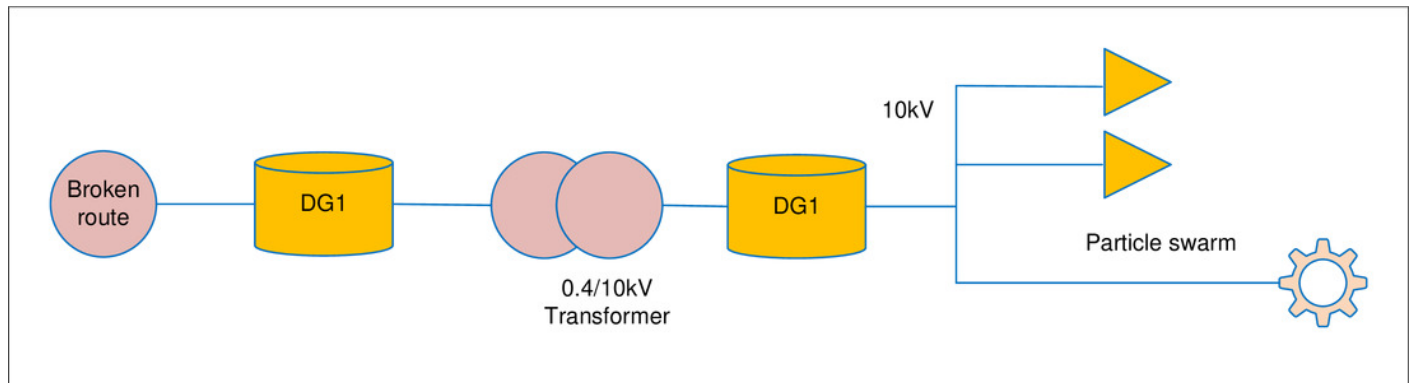 Broken
route
DG1
0.4/10kV
Transformer
DG1
10kV
Particle swarm